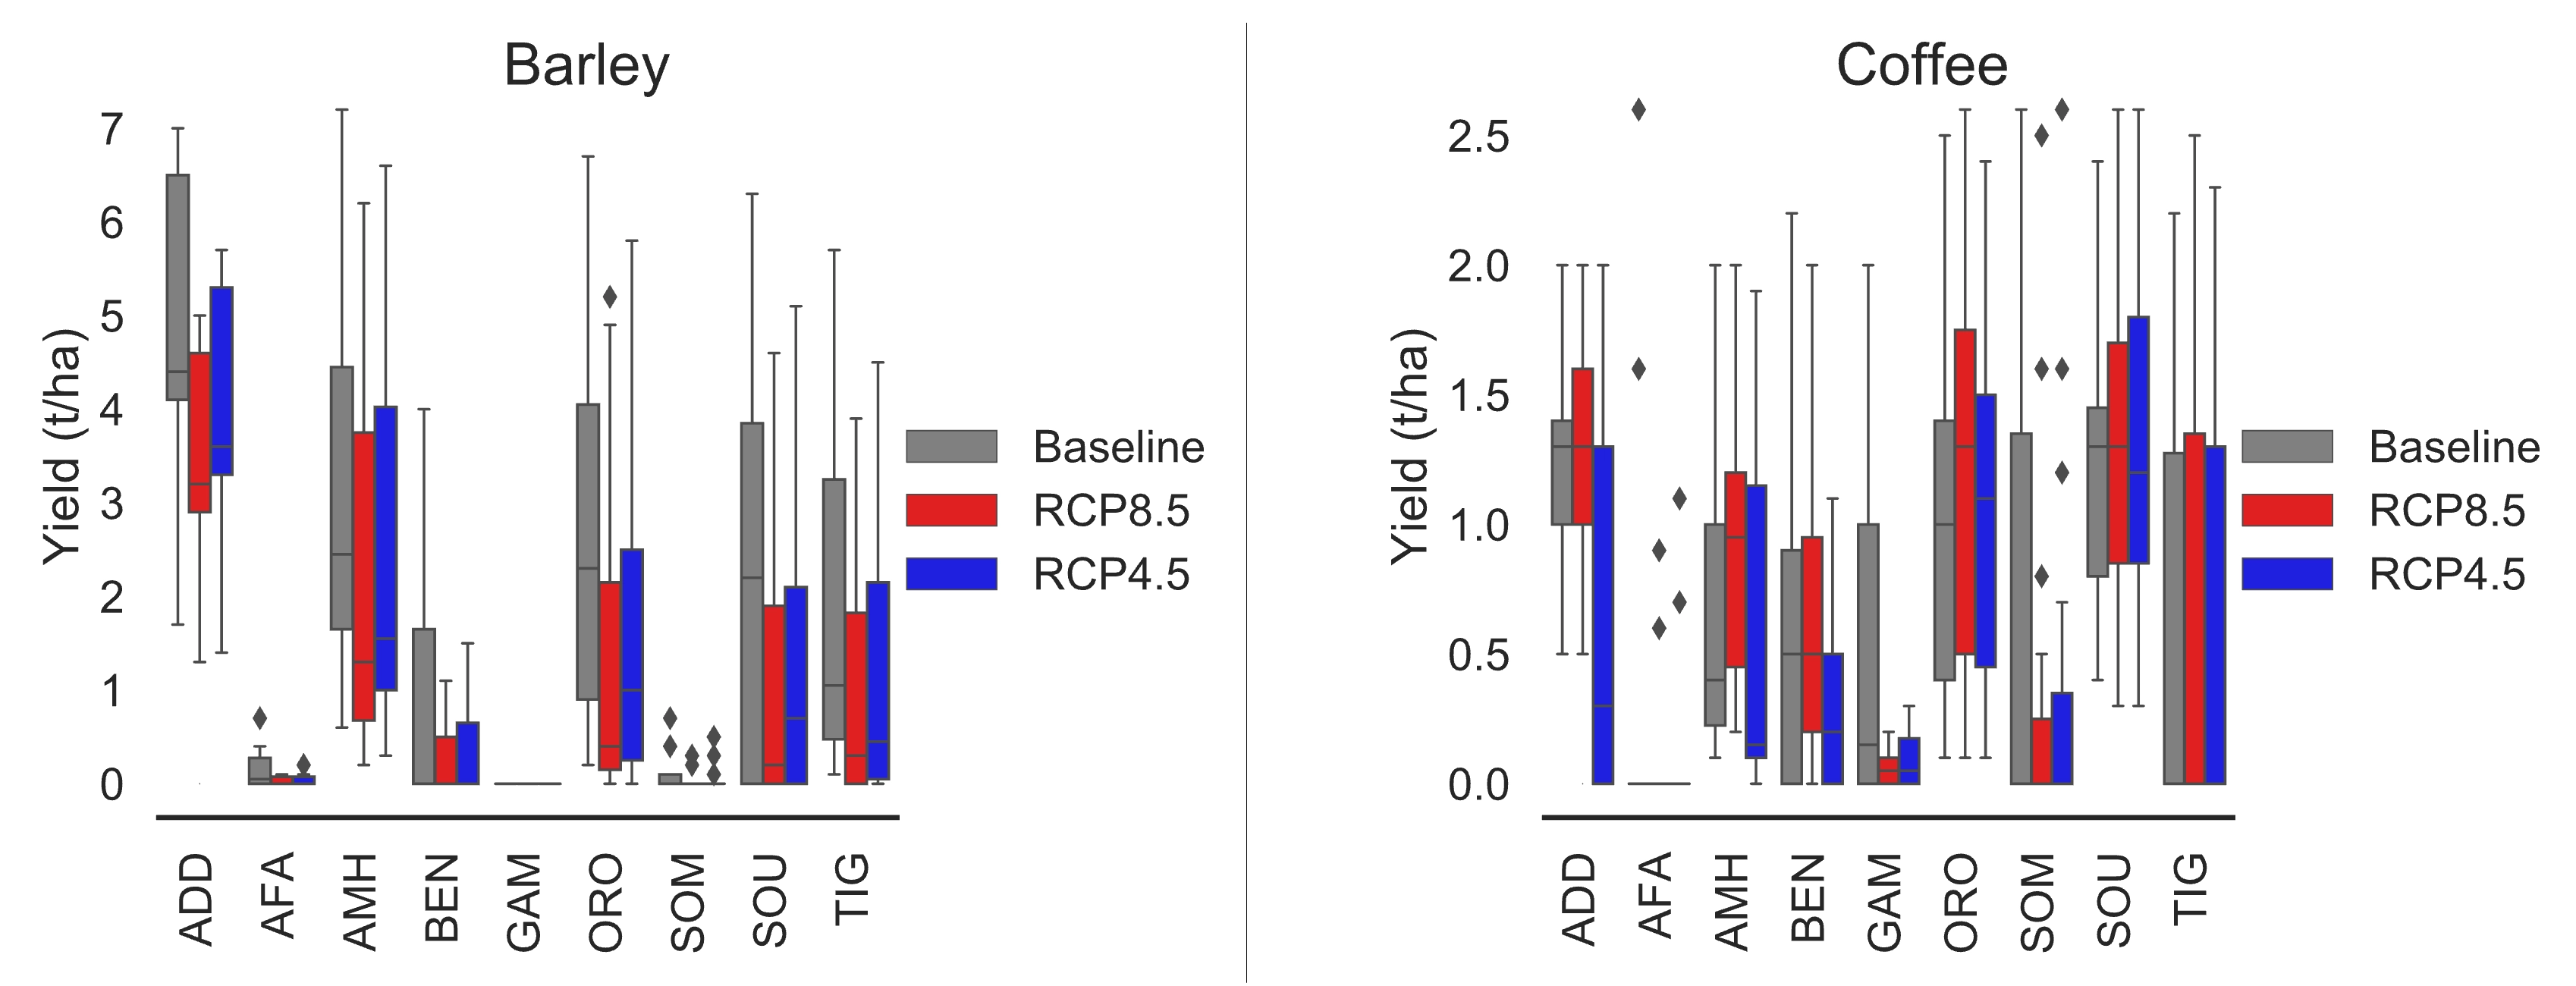 Barley
Yield (t/ha)
7
6
5
4
3
2
1
0
ADD
AFA
AMH
BEN
GAM
ORO
SOM
SOU
TIG
Baseline
RCP8.5
RCP4.5
Coffee
Yield (t/ha)
2.5
2.0
1.5
1.0
0.5
0.0
ADD
AFA
AMH
BEN
GAM
ORO
SOM
SOU
TIG
Baseline
RCP8.5
RCP4.5